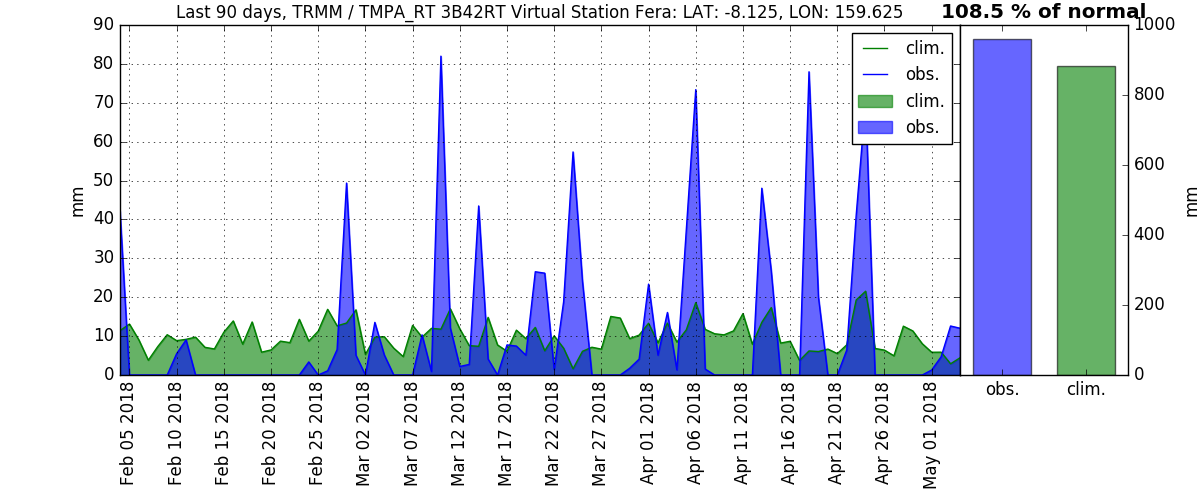 Last 90 days, TRMM / TMPA_RT 3B42RT Virtual Station Fera: LAT: -8.125, LON: 159.625
108.5 % of normal
90
80
70
60
50
40
30
20
10
0
mm
clim.
obs.
clim.
obs.
Feb 05 2018
Feb 10 2018
Feb 15 2018
Feb 20 2018
Feb 25 2018
Mar 02 2018
Mar 07 2018
Mar 12 2018
Mar 17 2018
Mar 22 2018
Mar 27 2018
Apr 01 2018
Apr 06 2018
Apr 11 2018
Apr 16 2018
Apr 21 2018
Apr 26 2018
May 01 2018
1000
800
600
400
200
0
mm
obs.
clim.